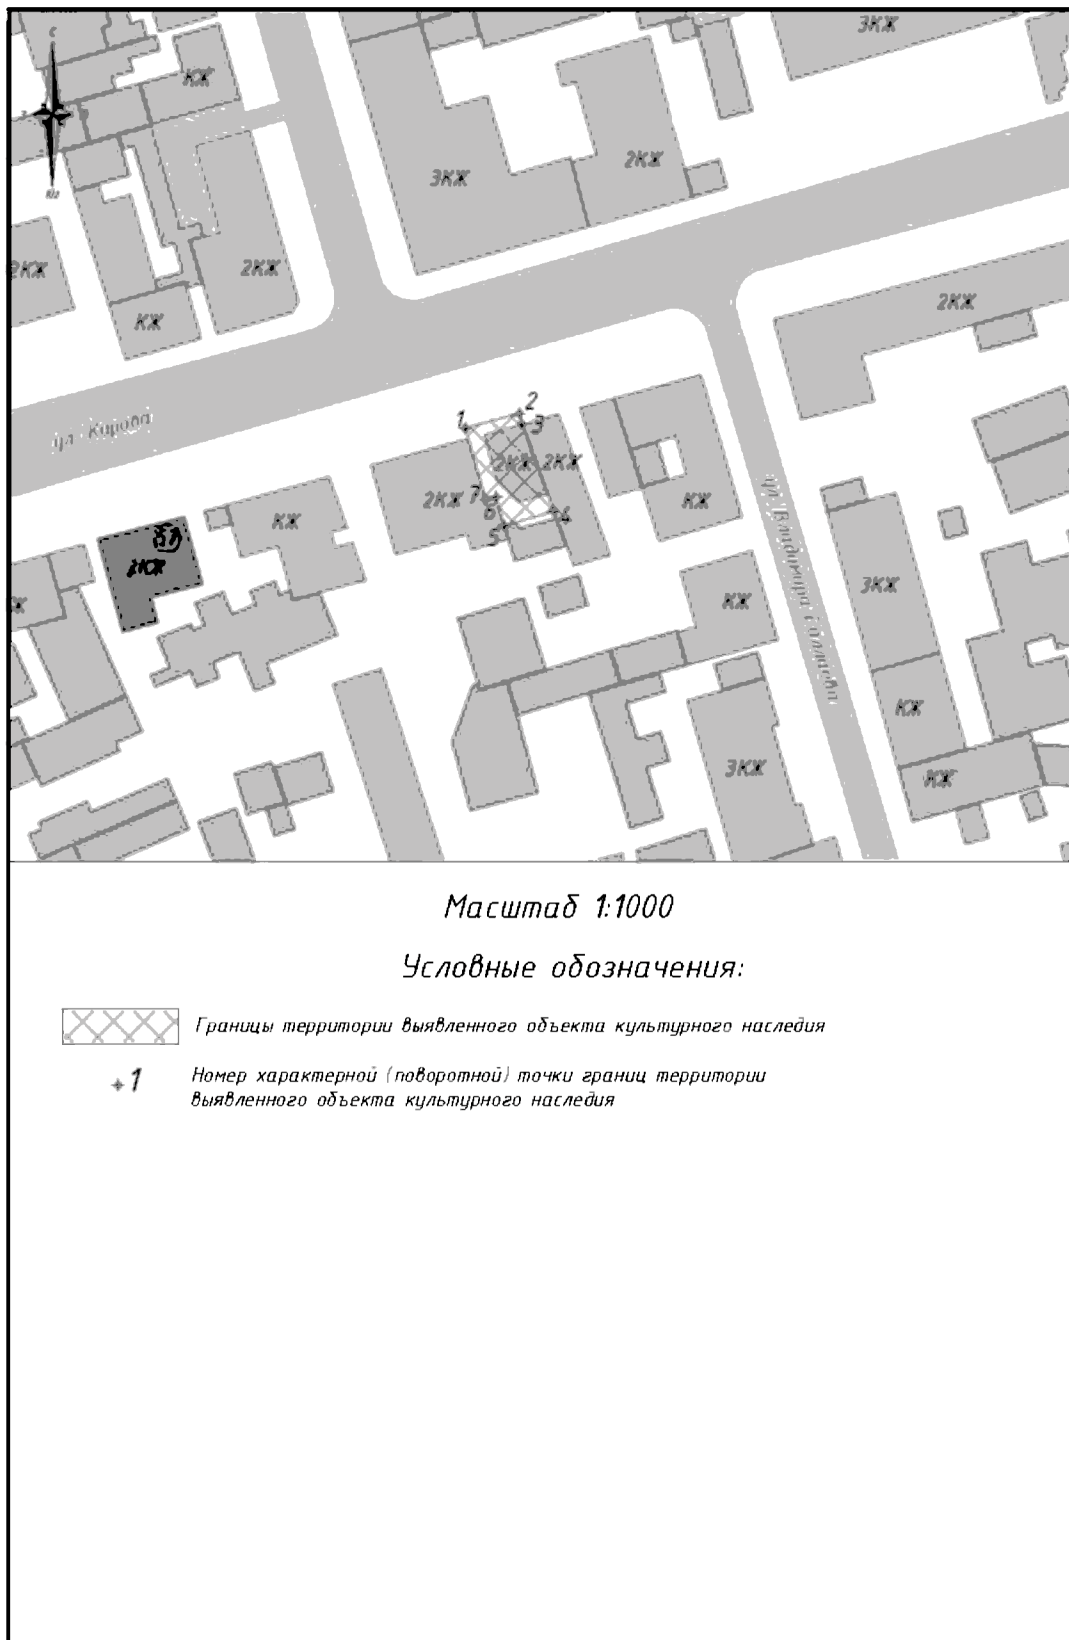 С
3КЖ
КЖ
3КЖ
2КЖ
2КЖ
2КЖ
КЖ
2КЖ
ул. Кирова
1
2
3
2КЖ
2КЖ
2КЖ
7
6
5
4
КЖ
КЖ
2КЖ
Ж
КЖ
3КЖ
КЖ
3КЖ
КЖ
ул. Владимира
Масштаб 1:1000
Условные обозначения:
Границы территории выявленного объекта культурного наследия
+1 Номер характерной (поворотной) точки границ территории
выявленного объекта культурного наследия